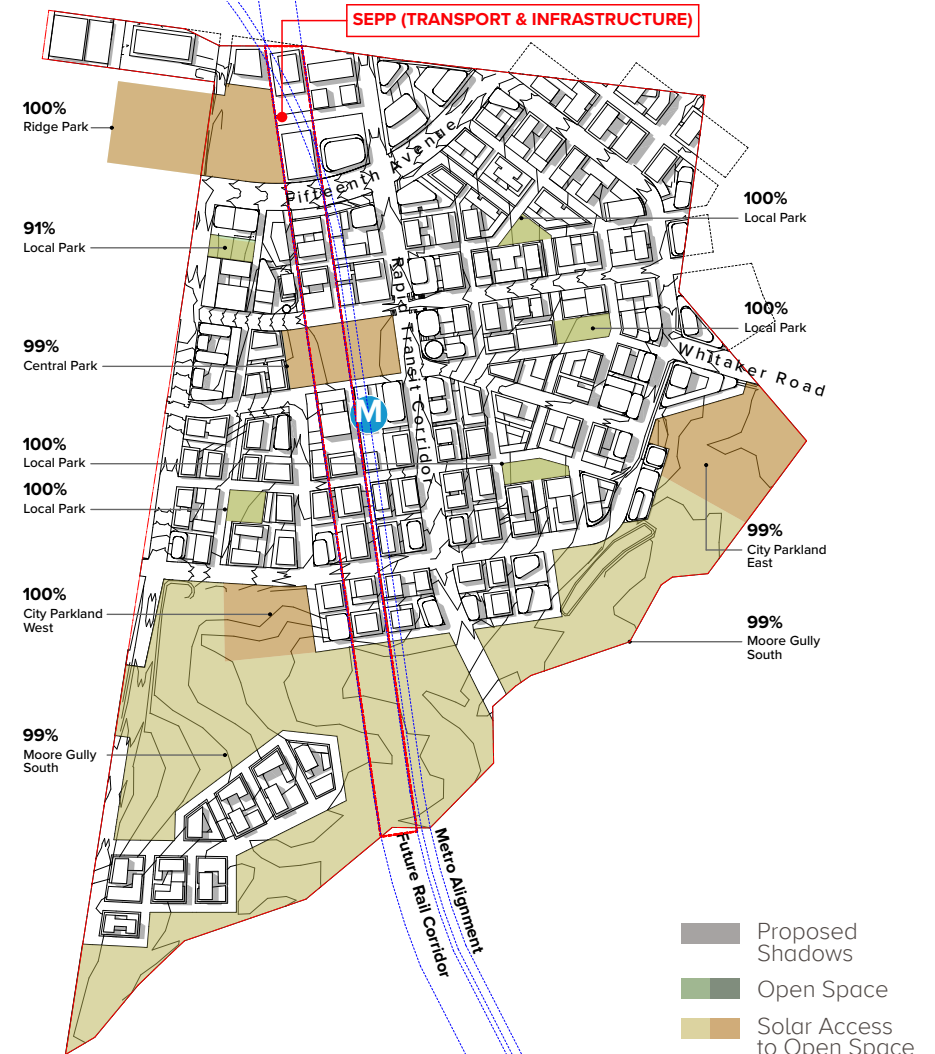 SEPP (TRANSPORT & INFRASTRUCTURE)
100%
Ridge Park
Fifteenth Avenue
100%
Local Park
91%
Local Park
Rapid Transit Corridor
100%
Local Park
99%
Central Park
Whitaker Road
M
100%
Local Park
100%
Local Park
99%
City Parkland
East
100%
City Parkland
West
99%
Moore Gully
South
99%
Moore Gully
South
Metro Alignment
Future Rail Corridor
Proposed
Shadows
Open Space
Solar Access
to Open Space